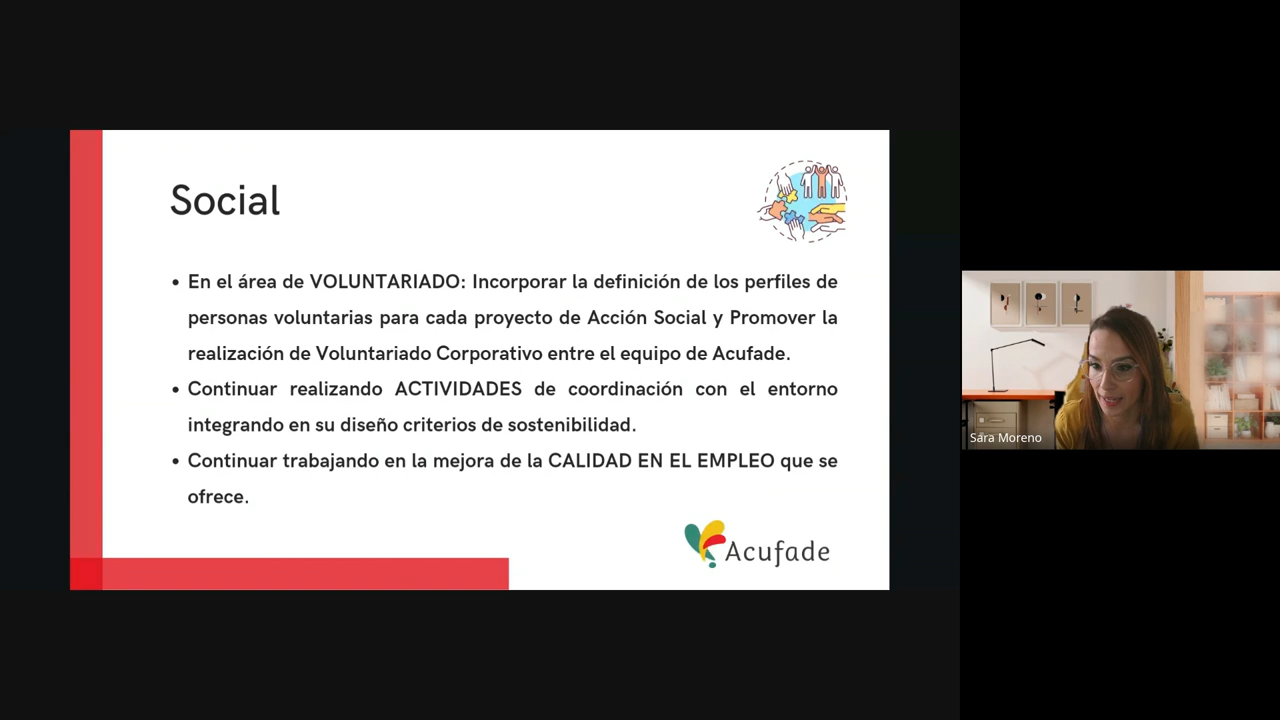 Social
• En el área de VOLUNTARIADO: Incorporar la definición de los perfiles de
personas voluntarias para cada proyecto de Acción Social y Promover la
realización de Voluntariado Corporativo entre el equipo de Acufade.
• Continuar realizando ACTIVIDADES de coordinación con el entorno
integrando en su diseño criterios de sostenibilidad.
• Continuar trabajando en la mejora de la CALIDAD EN EL EMPLEO que se
ofrece.
Acufade
Sara Moreno